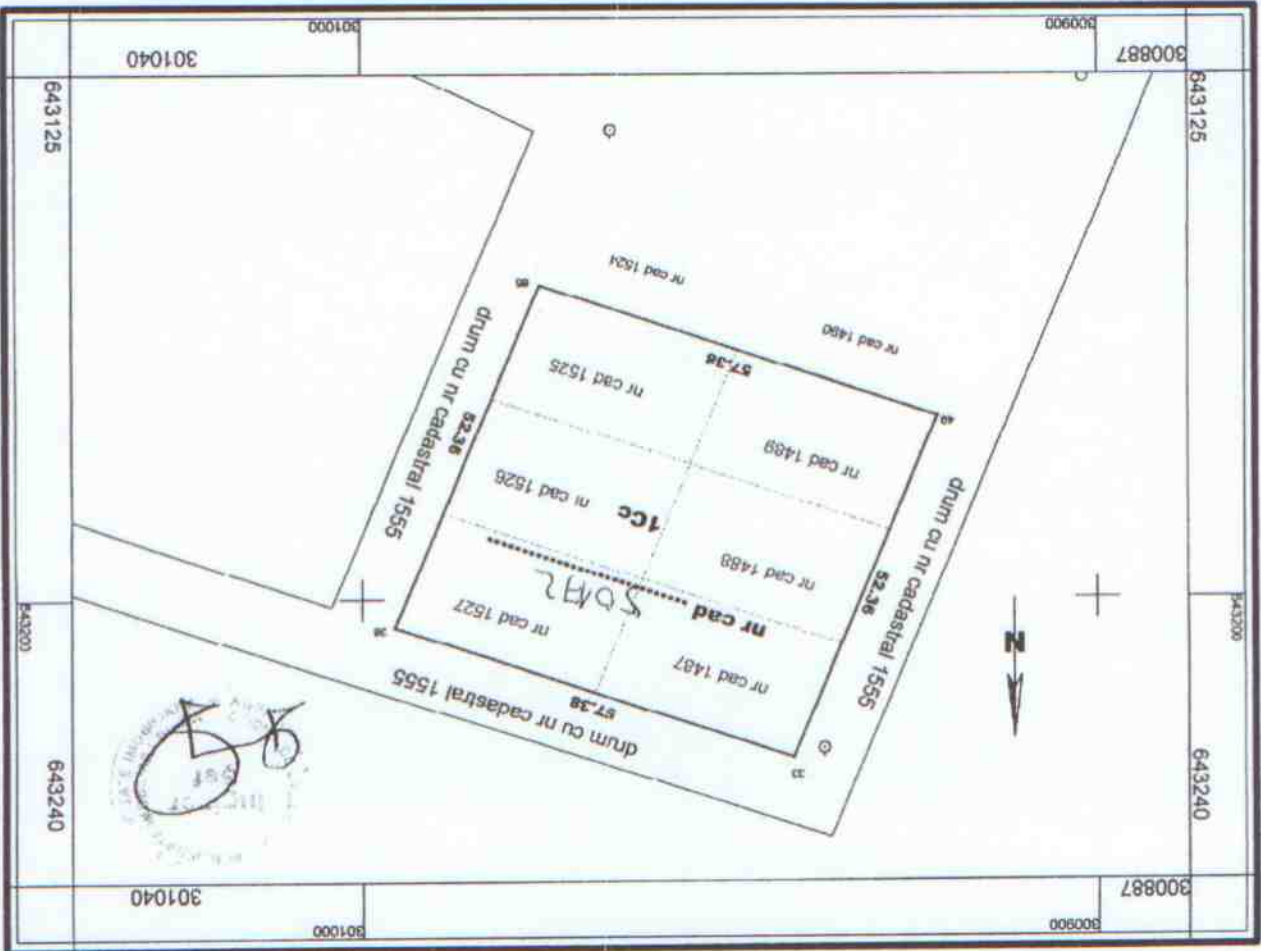 300900
301000
300887
301040
643240
643240
33
drum cu nr cadastral 1555
57.38
nr cad 1487
nr cad 1527
643200
643200
N
nr cad ..............................
50172
drum cu nr cadastral 1555
52.36
nr cad 1488
1Cc
nr cad 1526
52.36
drum cu nr cadastral 1555
nr cad 1489
nr cad 1525
57.38
nr cad 1490
nr cad 1524
643125
643125
300887
301040
300900
301000